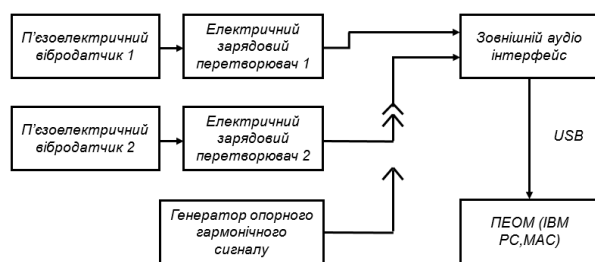 П'єзоелектричний
вібродатчик 1
Електричний
зарядовий
перетворювач 1
Зовнішній аудіо
інтерфейс
П'єзоелектричний
вібродатчик 2
Електричний
зарядовий
перетворювач 2
USB
Генератор опорного
гармонічного
сигналу
ПЕОМ (IBM
PC,MAC)